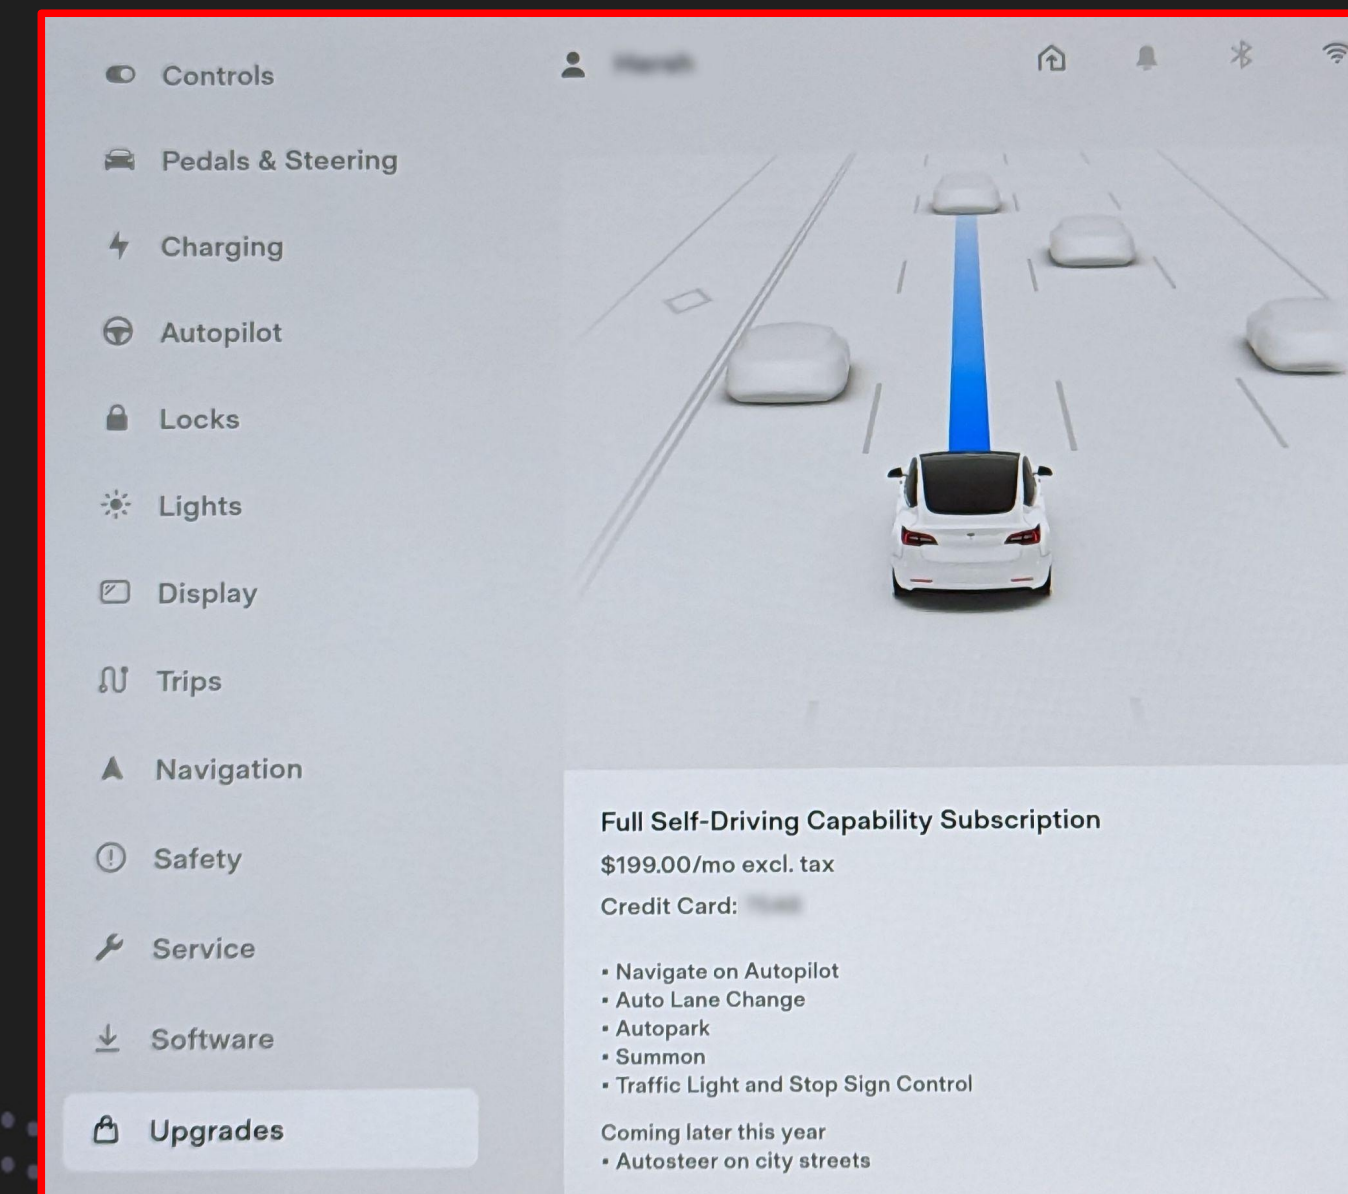 Controls
Pedals & Steering
Charging
Autopilot
Locks
Lights
Display
Trips
Navigation
Safety
Service
Software
Upgrades
Full Self-Driving Capability Subscription
$199.00/mo excl. tax
Credit Card:
▪ Navigate on Autopilot
▪ Auto Lane Change
▪ Autopark
▪ Summon
▪ Traffic Light and Stop Sign Control
Coming later this year
▪ Autosteer on city streets